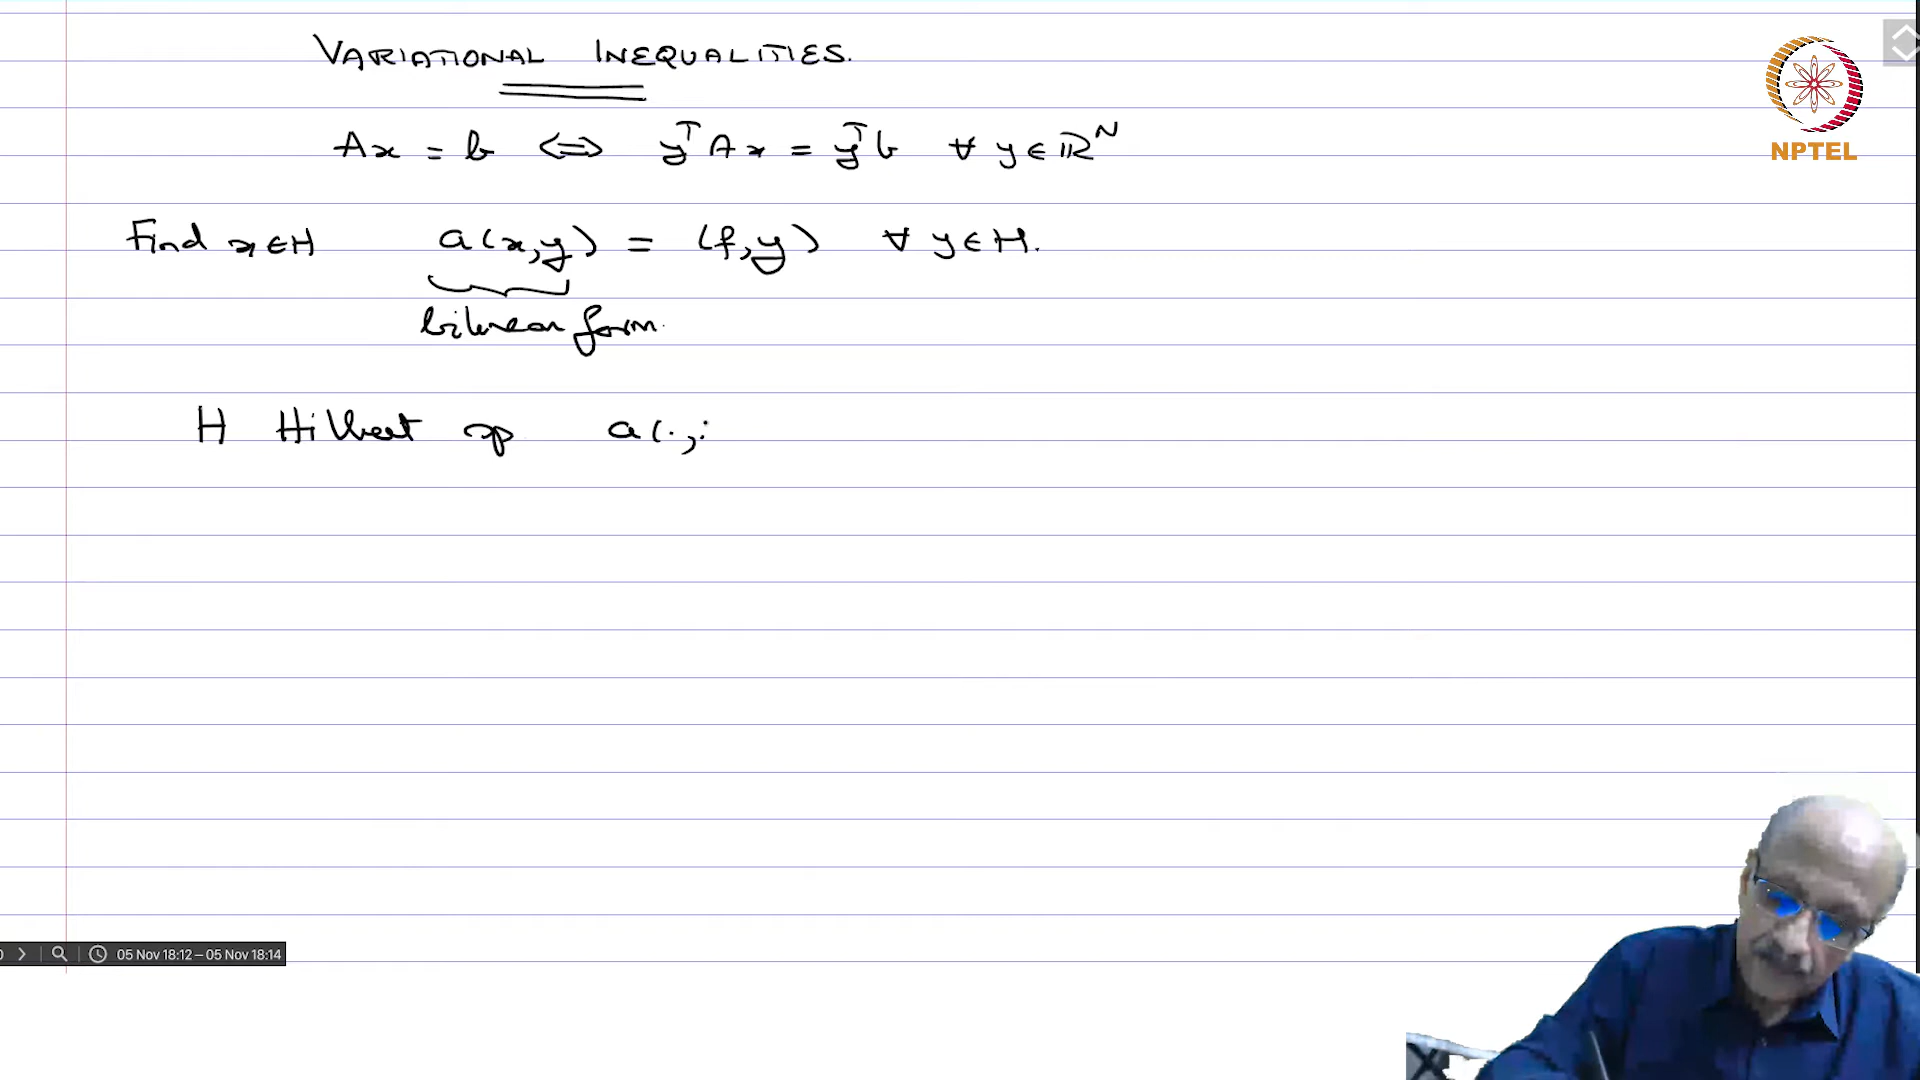 VARIATIONAL INEQUALITIES.
Ax = b ⇔ yᵀAx = yᵀb ∀ y ∈ ℝᴺ
Find x ∈ H a(x,y) = (f,y) ∀ y ∈ H.
bilinear form.
H Hilbert sp a(·,·
NPTEL
05 Nov 18:12 – 05 Nov 18:14